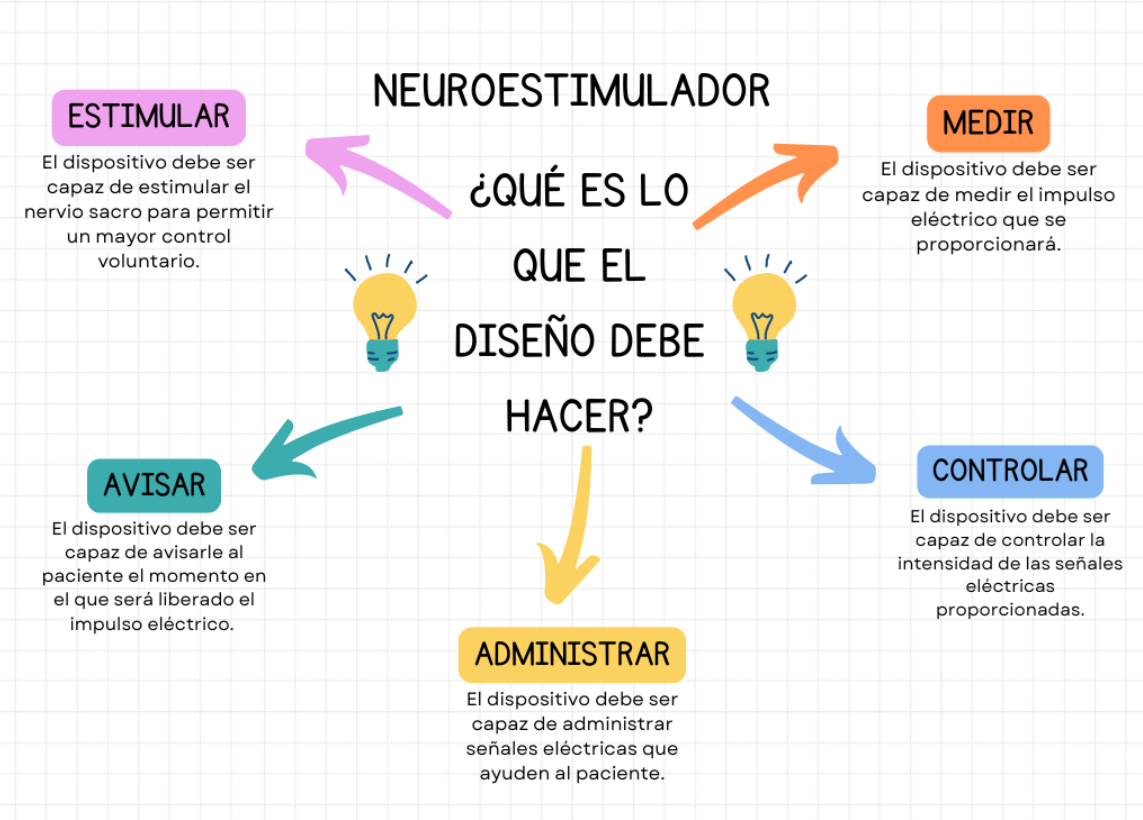 NEUROESTIMULADOR
¿QUÉ ES LO
QUE EL
DISEÑO DEBE
HACER?
ESTIMULAR
El dispositivo debe ser
capaz de estimular el
nervio sacro para permitir
un mayor control
voluntario.
MEDIR
El dispositivo debe ser
capaz de medir el impulso
eléctrico que se
proporcionará.
AVISAR
El dispositivo debe ser
capaz de avisarle al
paciente el momento en
el que será liberado el
impulso eléctrico.
CONTROLAR
El dispositivo debe ser
capaz de controlar la
intensidad de las señales
eléctricas
proporcionadas.
ADMINISTRAR
El dispositivo debe ser
capaz de administrar
señales eléctricas que
ayuden al paciente.